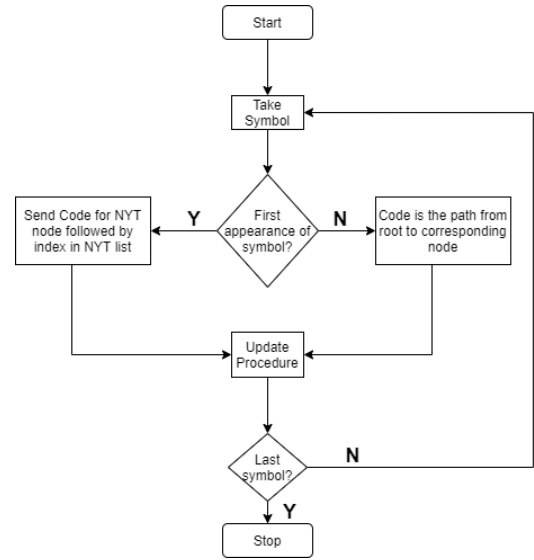 Start
Take
Symbol
First
appearance of
symbol?
Y
N
Send Code for NYT
node followed by
index in NYT list
Code is the path from
root to corresponding
node
Update
Procedure
Last
symbol?
N
Y
Stop